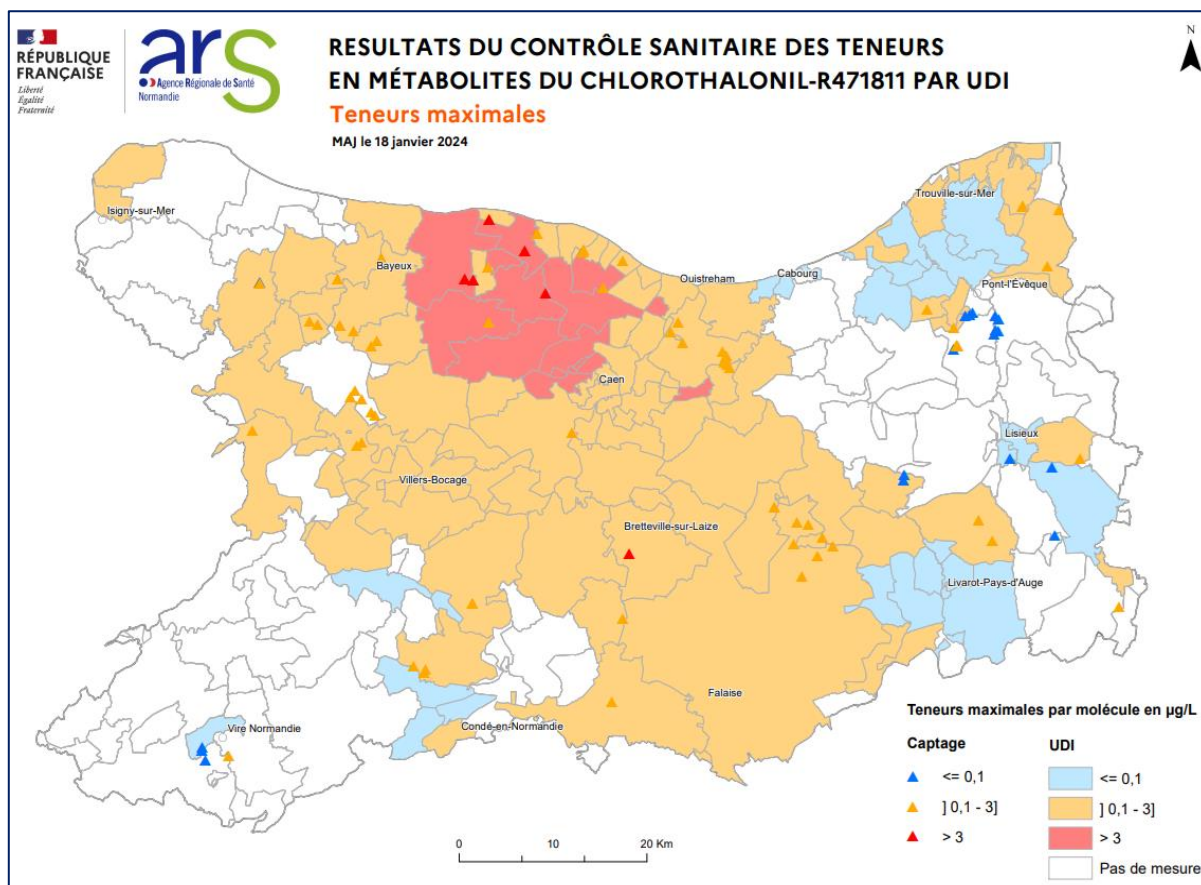 RÉPUBLIQUE
FRANÇAISE
Liberté
Égalité
Fraternité
ars
Agence Régionale de Santé
Normandie
RESULTATS DU CONTRÔLE SANITAIRE DES TENEURS
EN MÉTABOLITES DU CHLOROTHALONIL-R471811 PAR UDI
Teneurs maximales
MAJ le 18 janvier 2024
N
Trouville-sur-Mer
Isigny-sur-Mer
Bayeux
Ouistreham
Cabourg
Pont-l'Évêque
Caen
Lisieux
Villers-Bocage
Bretteville-sur-Laize
Livarot-Pays-d'Auge
Falaise
Condé-en-Normandie
Vire Normandie
Teneurs maximales par molécule en µg/L
Captage UDI
<= 0,1 <= 0,1
] 0,1 - 3] ] 0,1 - 3]
> 3 > 3
Pas de mesure
0 10 20 Km